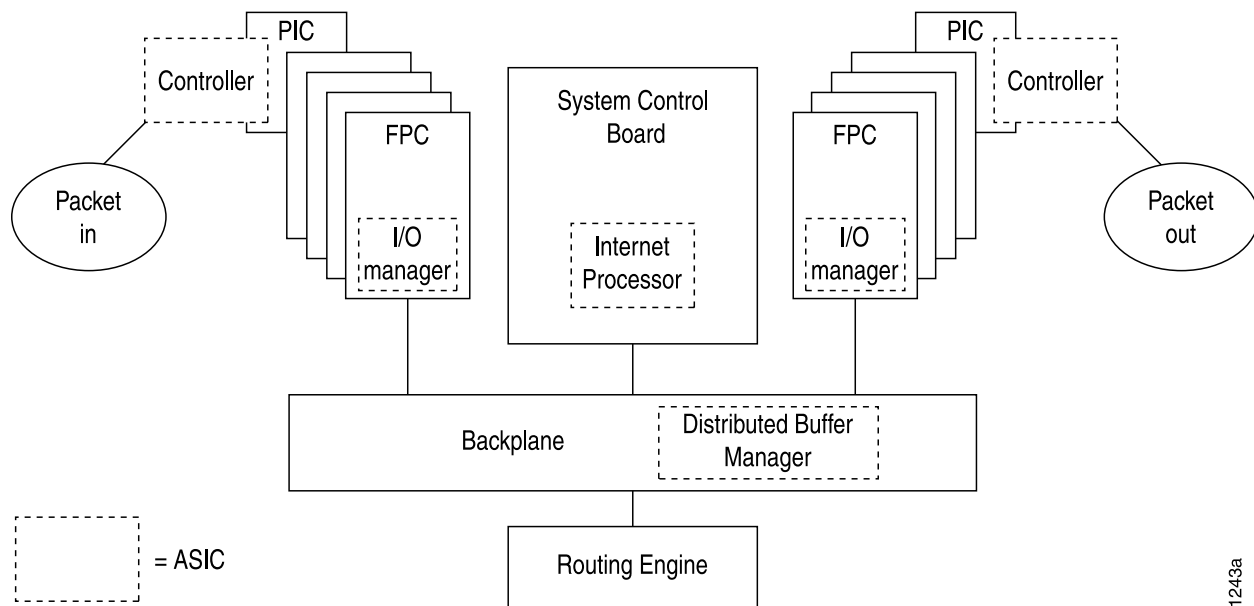 PIC
Controller
FPC
I/O
manager
Packet
in
System Control
Board
Internet
Processor
PIC
Controller
FPC
I/O
manager
Packet
out
Backplane
Distributed Buffer
Manager
Routing Engine
= ASIC
1243a